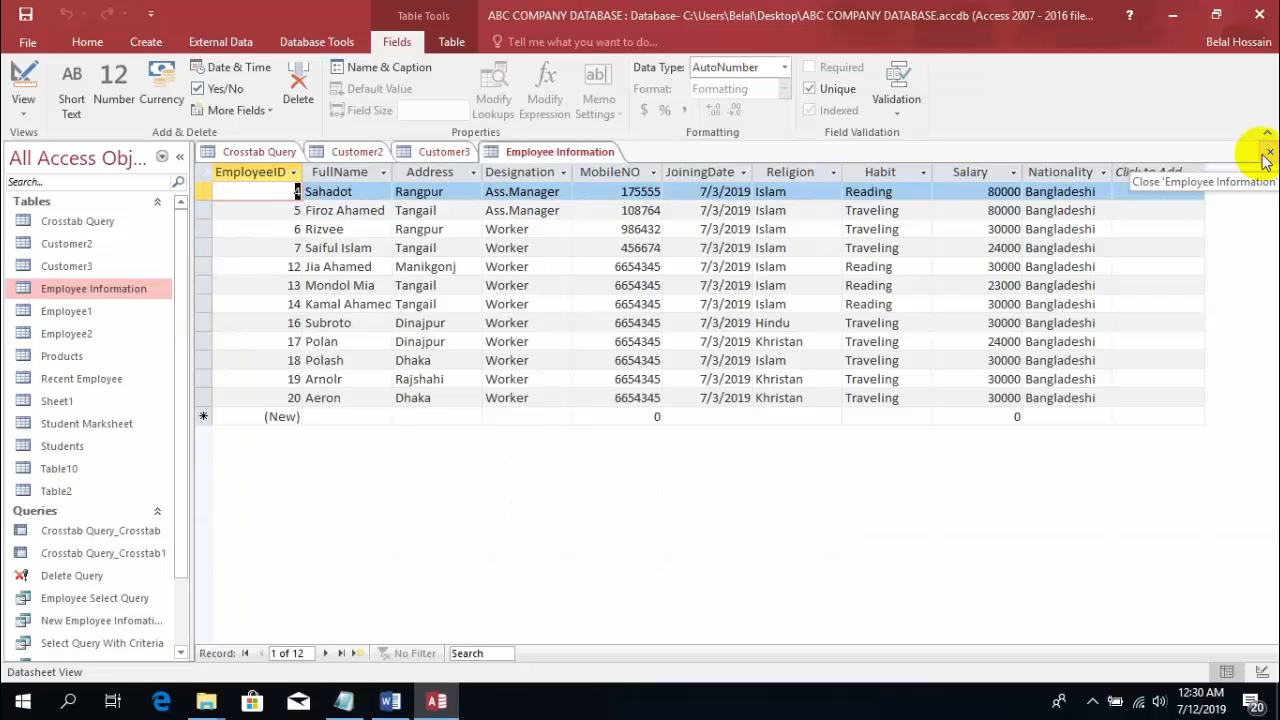 Table Tools
ABC COMPANY DATABASE : Database- C:\Users\Belal\Desktop\ABC COMPANY DATABASE.accdb (Access 2007 - 2016 file...
?
File Home Create External Data Database Tools Fields Table Tell me what you want to do... Belal Hossain
View
Views
AB Short Text
12 Number
Currency
Date & Time
Yes/No
More Fields
Delete
Add & Delete
Name & Caption
Default Value
Field Size
Modify Lookups
fx Modify Expression
ab Memo Settings
Properties
Data Type: AutoNumber
Format: Formatting
$ % , .00 .00
Formatting
Required
Unique
Indexed
Validation
Field Validation
All Access Obj...
Search...
Tables
Crosstab Query
Customer2
Customer3
Employee Information
Employee1
Employee2
Products
Recent Employee
Sheet1
Student Marksheet
Students
Table10
Table2
Queries
Crosstab Query_Crosstab
Crosstab Query_Crosstab1
Delete Query
Employee Select Query
New Employee Infomati...
Select Query With Criteria
Crosstab Query Customer2 Customer3 Employee Information
Close 'Employee Information'
EmployeeID FullName Address Designation MobileNO JoiningDate Religion Habit Salary Nationality Click to Add
4 Sahadot Rangpur Ass.Manager 175555 7/3/2019 Islam Reading 80000 Bangladeshi
5 Firoz Ahamed Tangail Ass.Manager 108764 7/3/2019 Islam Traveling 80000 Bangladeshi
6 Rizvee Rangpur Worker 986432 7/3/2019 Islam Traveling 30000 Bangladeshi
7 Saiful Islam Tangail Worker 456674 7/3/2019 Islam Traveling 24000 Bangladeshi
12 Jia Ahamed Manikgonj Worker 6654345 7/3/2019 Islam Reading 30000 Bangladeshi
13 Mondol Mia Tangail Worker 6654345 7/3/2019 Islam Reading 23000 Bangladeshi
14 Kamal Ahamed Tangail Worker 6654345 7/3/2019 Islam Reading 30000 Bangladeshi
16 Subroto Dinajpur Worker 6654345 7/3/2019 Hindu Traveling 30000 Bangladeshi
17 Polan Dinajpur Worker 6654345 7/3/2019 Khristan Traveling 24000 Bangladeshi
18 Polash Dhaka Worker 6654345 7/3/2019 Islam Traveling 30000 Bangladeshi
19 Arnolr Rajshahi Worker 6654345 7/3/2019 Khristan Traveling 30000 Bangladeshi
20 Aeron Dhaka Worker 6654345 7/3/2019 Khristan Traveling 30000 Bangladeshi
(New) 0 0
Record: 1 of 12 No Filter Search
Datasheet View
12:30 AM
7/12/2019
20